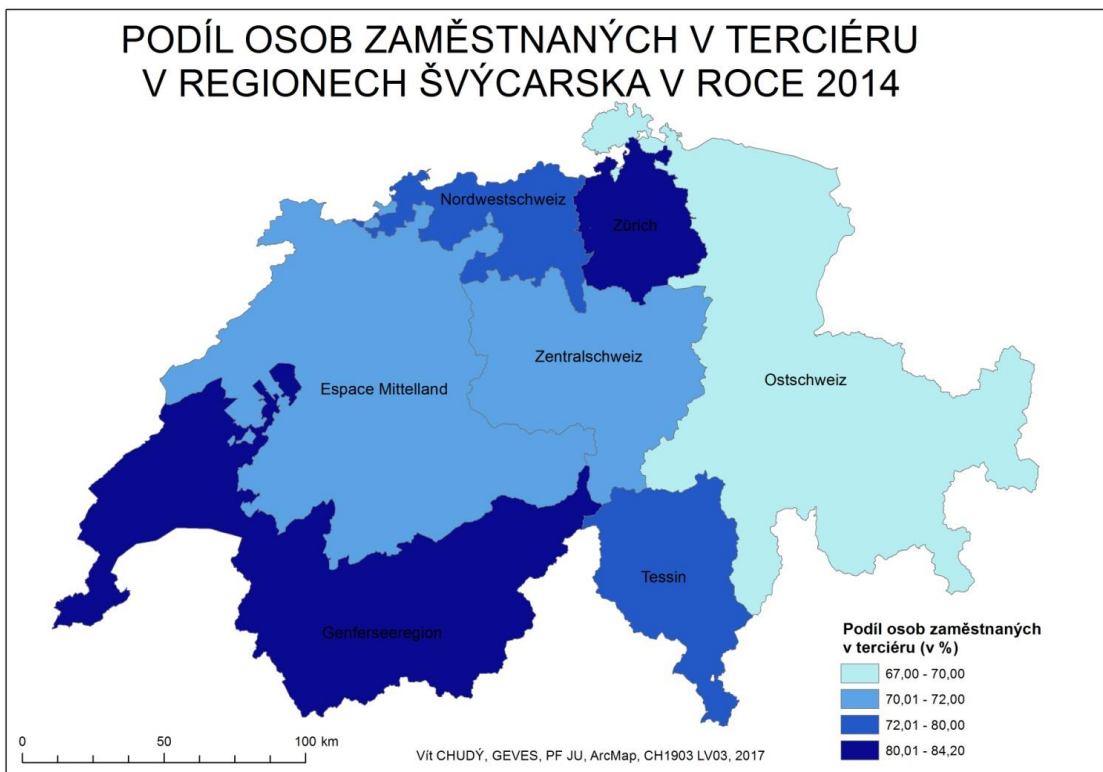 PODÍL OSOB ZAMĚSTNANÝCH V TERCIÉRU
V REGIONECH ŠVÝCARSKA V ROCE 2014
Nordwestschweiz
Zürich
Zentralschweiz
Espace Mittelland
Ostschweiz
Tessin
Genferseeregion
Podíl osob zaměstnaných
v terciéru (v %)
67,00 - 70,00
70,01 - 72,00
72,01 - 80,00
80,01 - 84,20
0 50 100 km
Vít CHUDÝ, GEVES, PF JU, ArcMap, CH1903 LV03, 2017